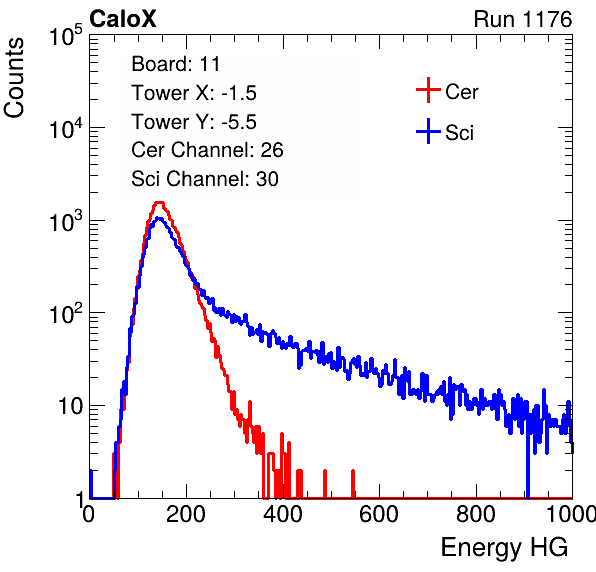 CaloX Run 1176
Counts
Board: 11
Tower X: -1.5
Tower Y: -5.5
Cer Channel: 26
Sci Channel: 30
Cer
Sci
10^5
10^4
10^3
10^2
10
1
0 200 400 600 800 1000
Energy HG